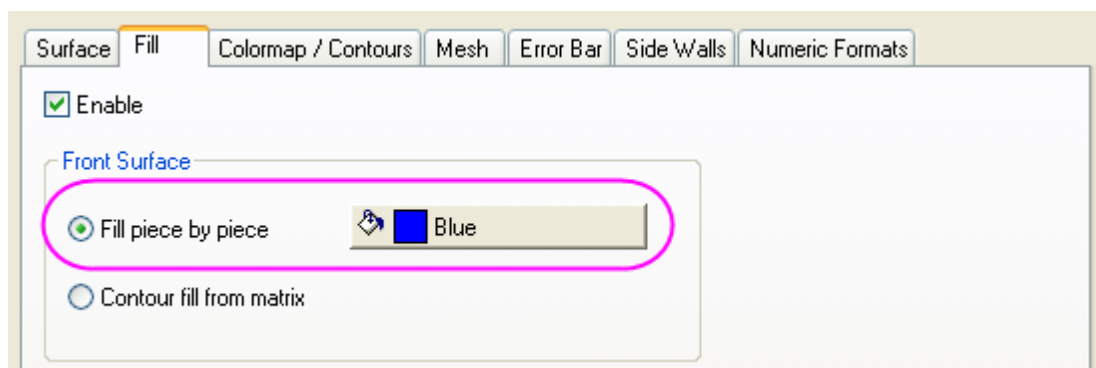 Surface Fill Colormap / Contours Mesh Error Bar Side Walls Numeric Formats
Enable
Front Surface
Fill piece by piece Blue
Contour fill from matrix